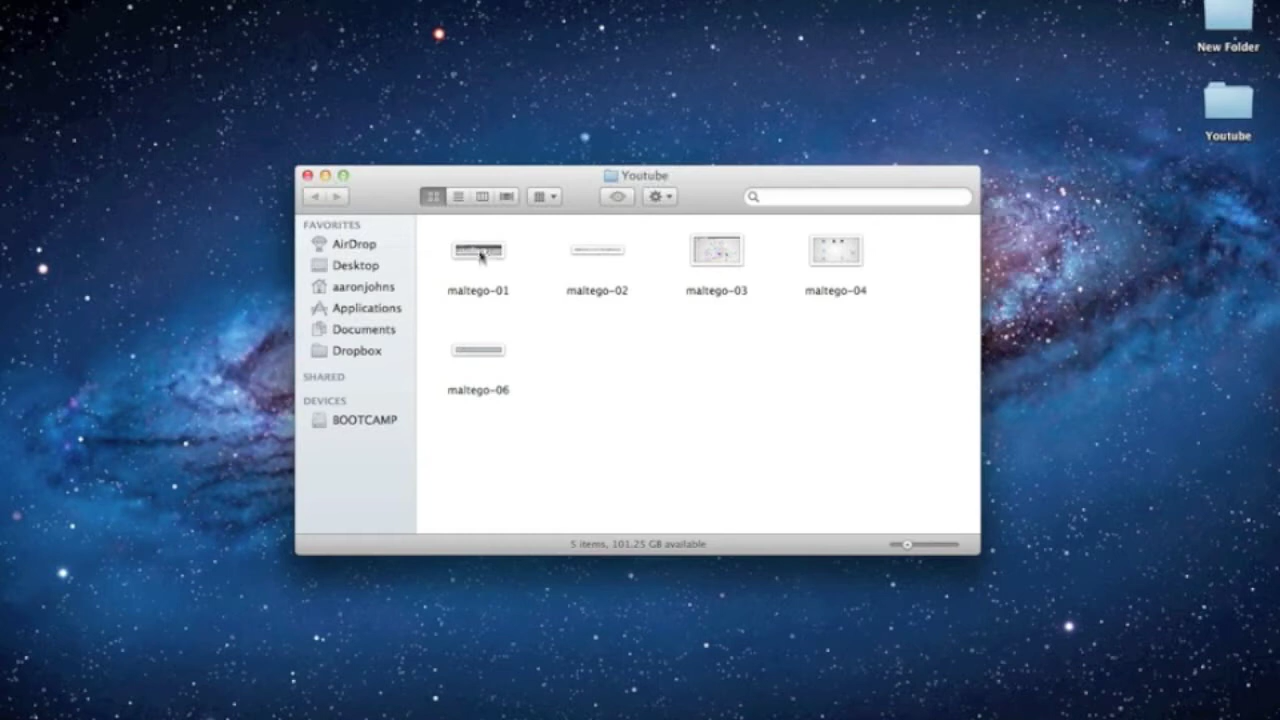 New Folder
Youtube
Youtube
FAVORITES
AirDrop
Desktop
aaronjohns
Applications
Documents
Dropbox
SHARED
DEVICES
BOOTCAMP
maltego-01
maltego-02
maltego-03
maltego-04
maltego-06
5 items, 101.25 GB available